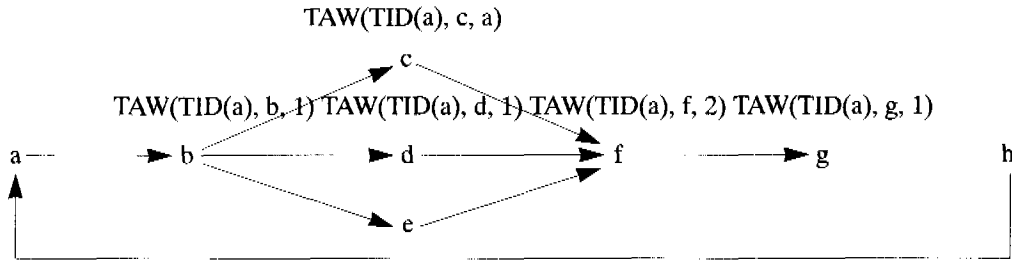 TAW(TID(a), c, a)
c
TAW(TID(a), b, 1) TAW(TID(a), d, 1) TAW(TID(a), f, 2) TAW(TID(a), g, 1)
a b d f g h
e